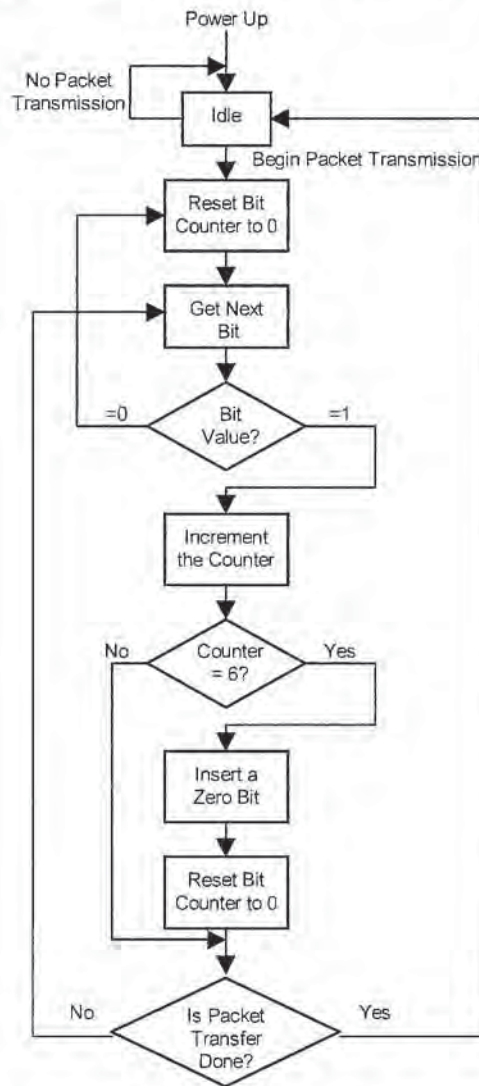 Power Up
No Packet
Transmission
Idle
Begin Packet Transmission
Reset Bit
Counter to 0
Get Next
Bit
=0
Bit
Value?
=1
Increment
the Counter
No
Counter
= 6?
Yes
Insert a
Zero Bit
Reset Bit
Counter to 0
No
Is Packet
Transfer
Done?
Yes